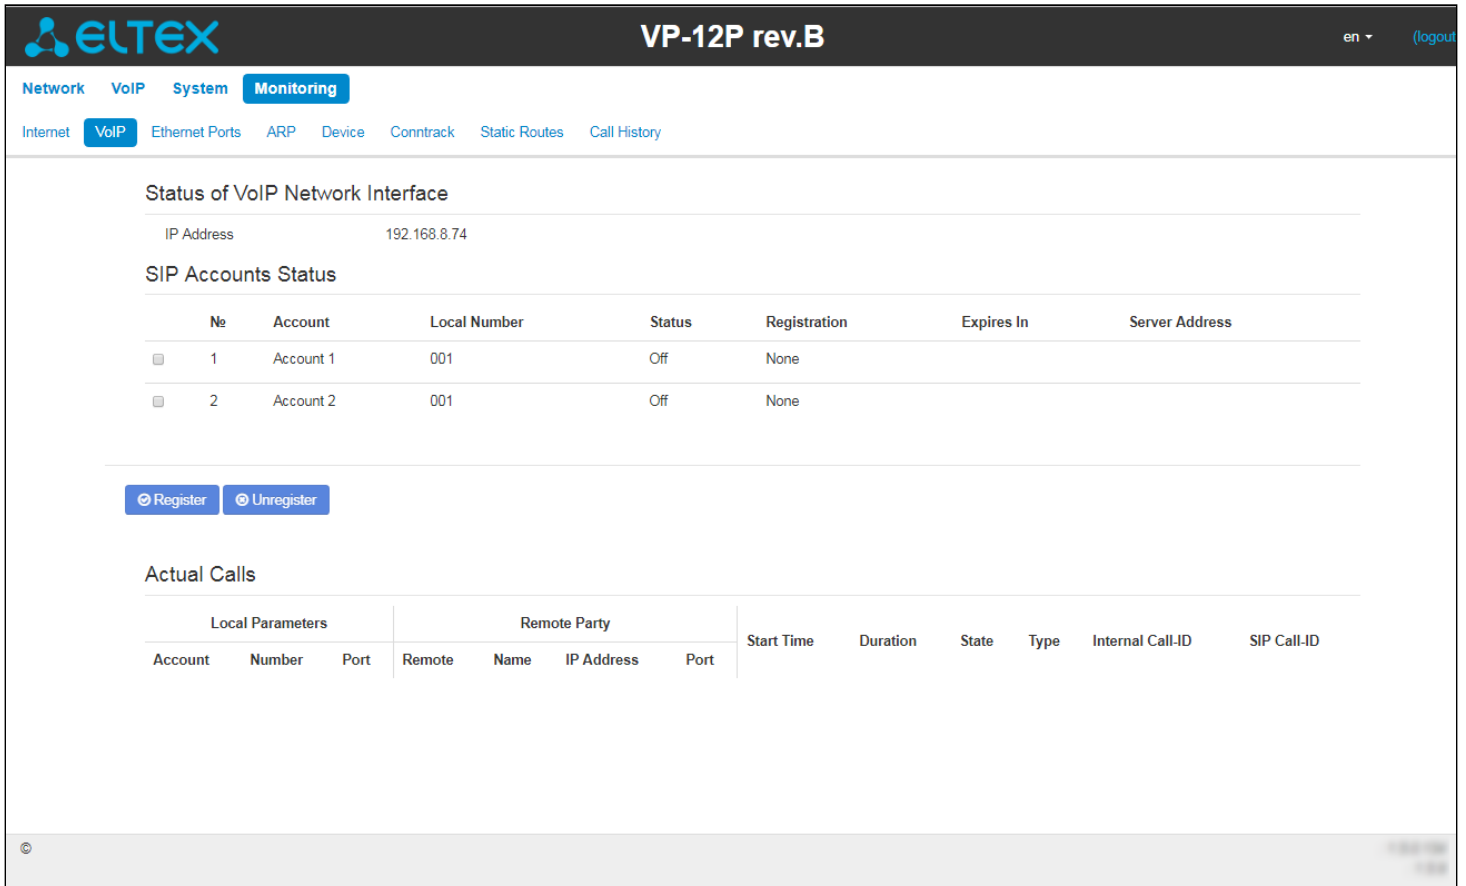 ELTEX VP-12P rev.B en (logout
Network VoIP System Monitoring
Internet VoIP Ethernet Ports ARP Device Conntrack Static Routes Call History
Status of VoIP Network Interface
IP Address 192.168.8.74
SIP Accounts Status
№ Account Local Number Status Registration Expires In Server Address
1 Account 1 001 Off None
2 Account 2 001 Off None
Register Unregister
Actual Calls
Local Parameters Remote Party Start Time Duration State Type Internal Call-ID SIP Call-ID
Account Number Port Remote Name IP Address Port
©